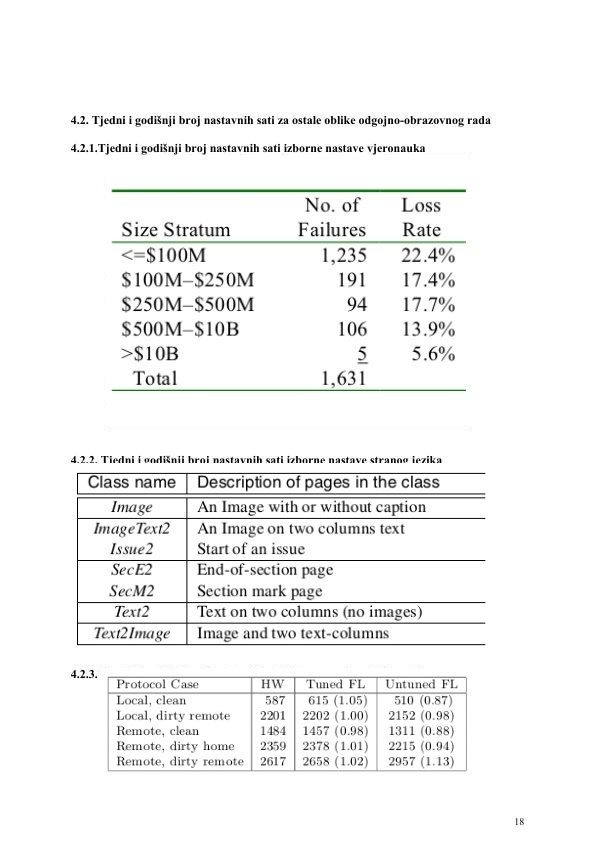 4.2. Tjedni i godišnji broj nastavnih sati za ostale oblike odgojno-obrazovnog rada
4.2.1.Tjedni i godišnji broj nastavnih sati izborne nastave vjeronauka
No. of Loss
Size Stratum Failures Rate
<=$100M 1,235 22.4%
$100M–$250M 191 17.4%
$250M–$500M 94 17.7%
$500M–$10B 106 13.9%
>$10B 5 5.6%
Total 1,631
4.2.2. Tjedni i godišnji broj nastavnih sati izborne nastave stranog jezika
Class name Description of pages in the class
Image An Image with or without caption
ImageText2 An Image on two columns text
Issue2 Start of an issue
SecE2 End-of-section page
SecM2 Section mark page
Text2 Text on two columns (no images)
Text2Image Image and two text-columns
4.2.3.
Protocol Case HW Tuned FL Untuned FL
Local, clean 587 615 (1.05) 510 (0.87)
Local, dirty remote 2201 2202 (1.00) 2152 (0.98)
Remote, clean 1484 1457 (0.98) 1311 (0.88)
Remote, dirty home 2359 2378 (1.01) 2215 (0.94)
Remote, dirty remote 2617 2658 (1.02) 2957 (1.13)
18